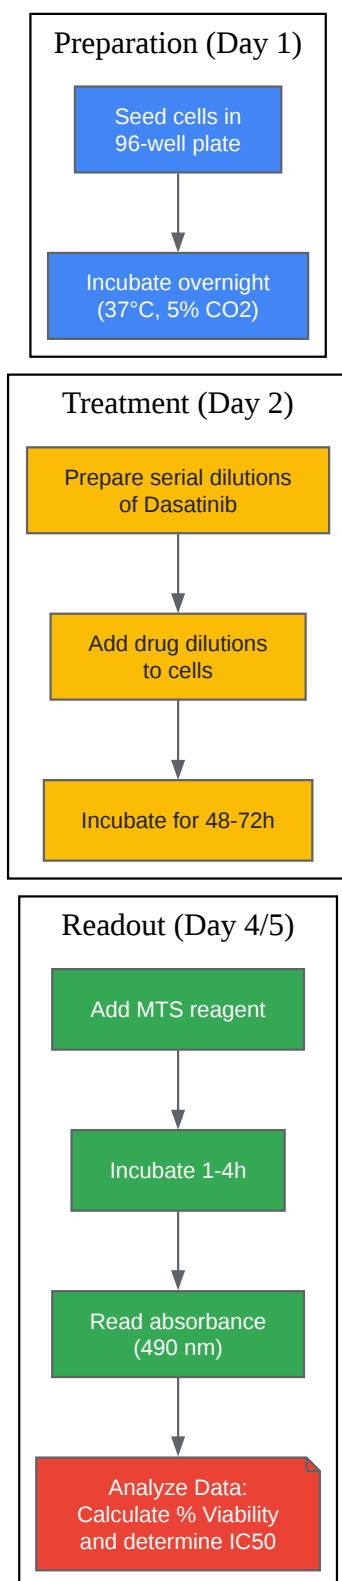 Preparation (Day 1)
Seed cells in
96-well plate
Incubate overnight
(37°C, 5% CO2)
Treatment (Day 2)
Prepare serial dilutions
of Dasatinib
Add drug dilutions
to cells
Incubate for 48-72h
Readout (Day 4/5)
Add MTS reagent
Incubate 1-4h
Read absorbance
(490 nm)
Analyze Data:
Calculate % Viability
and determine IC50